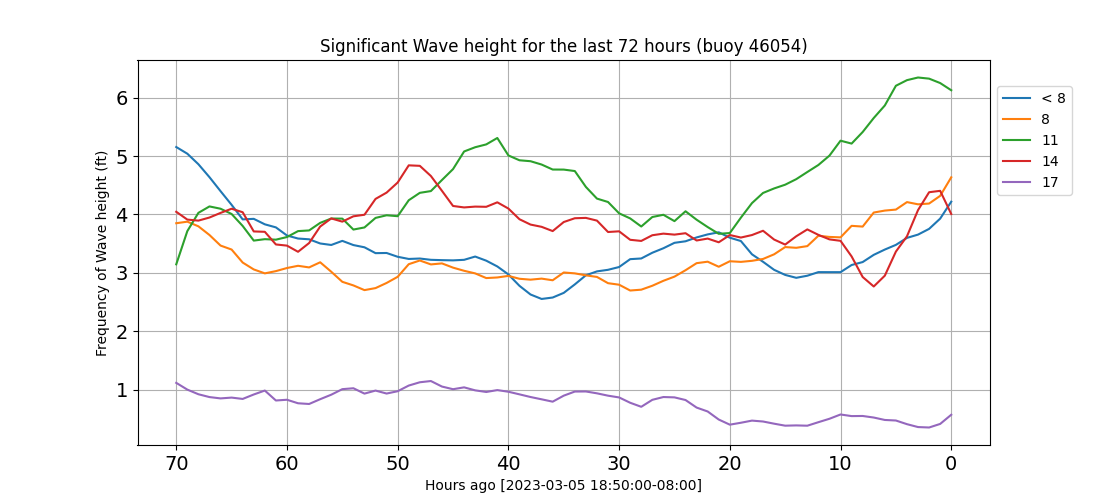 Significant Wave height for the last 72 hours (buoy 46054)
Frequency of Wave height (ft)
6
5
4
3
2
1
70 60 50 40 30 20 10 0
Hours ago [2023-03-05 18:50:00-08:00]
< 8
8
11
14
17